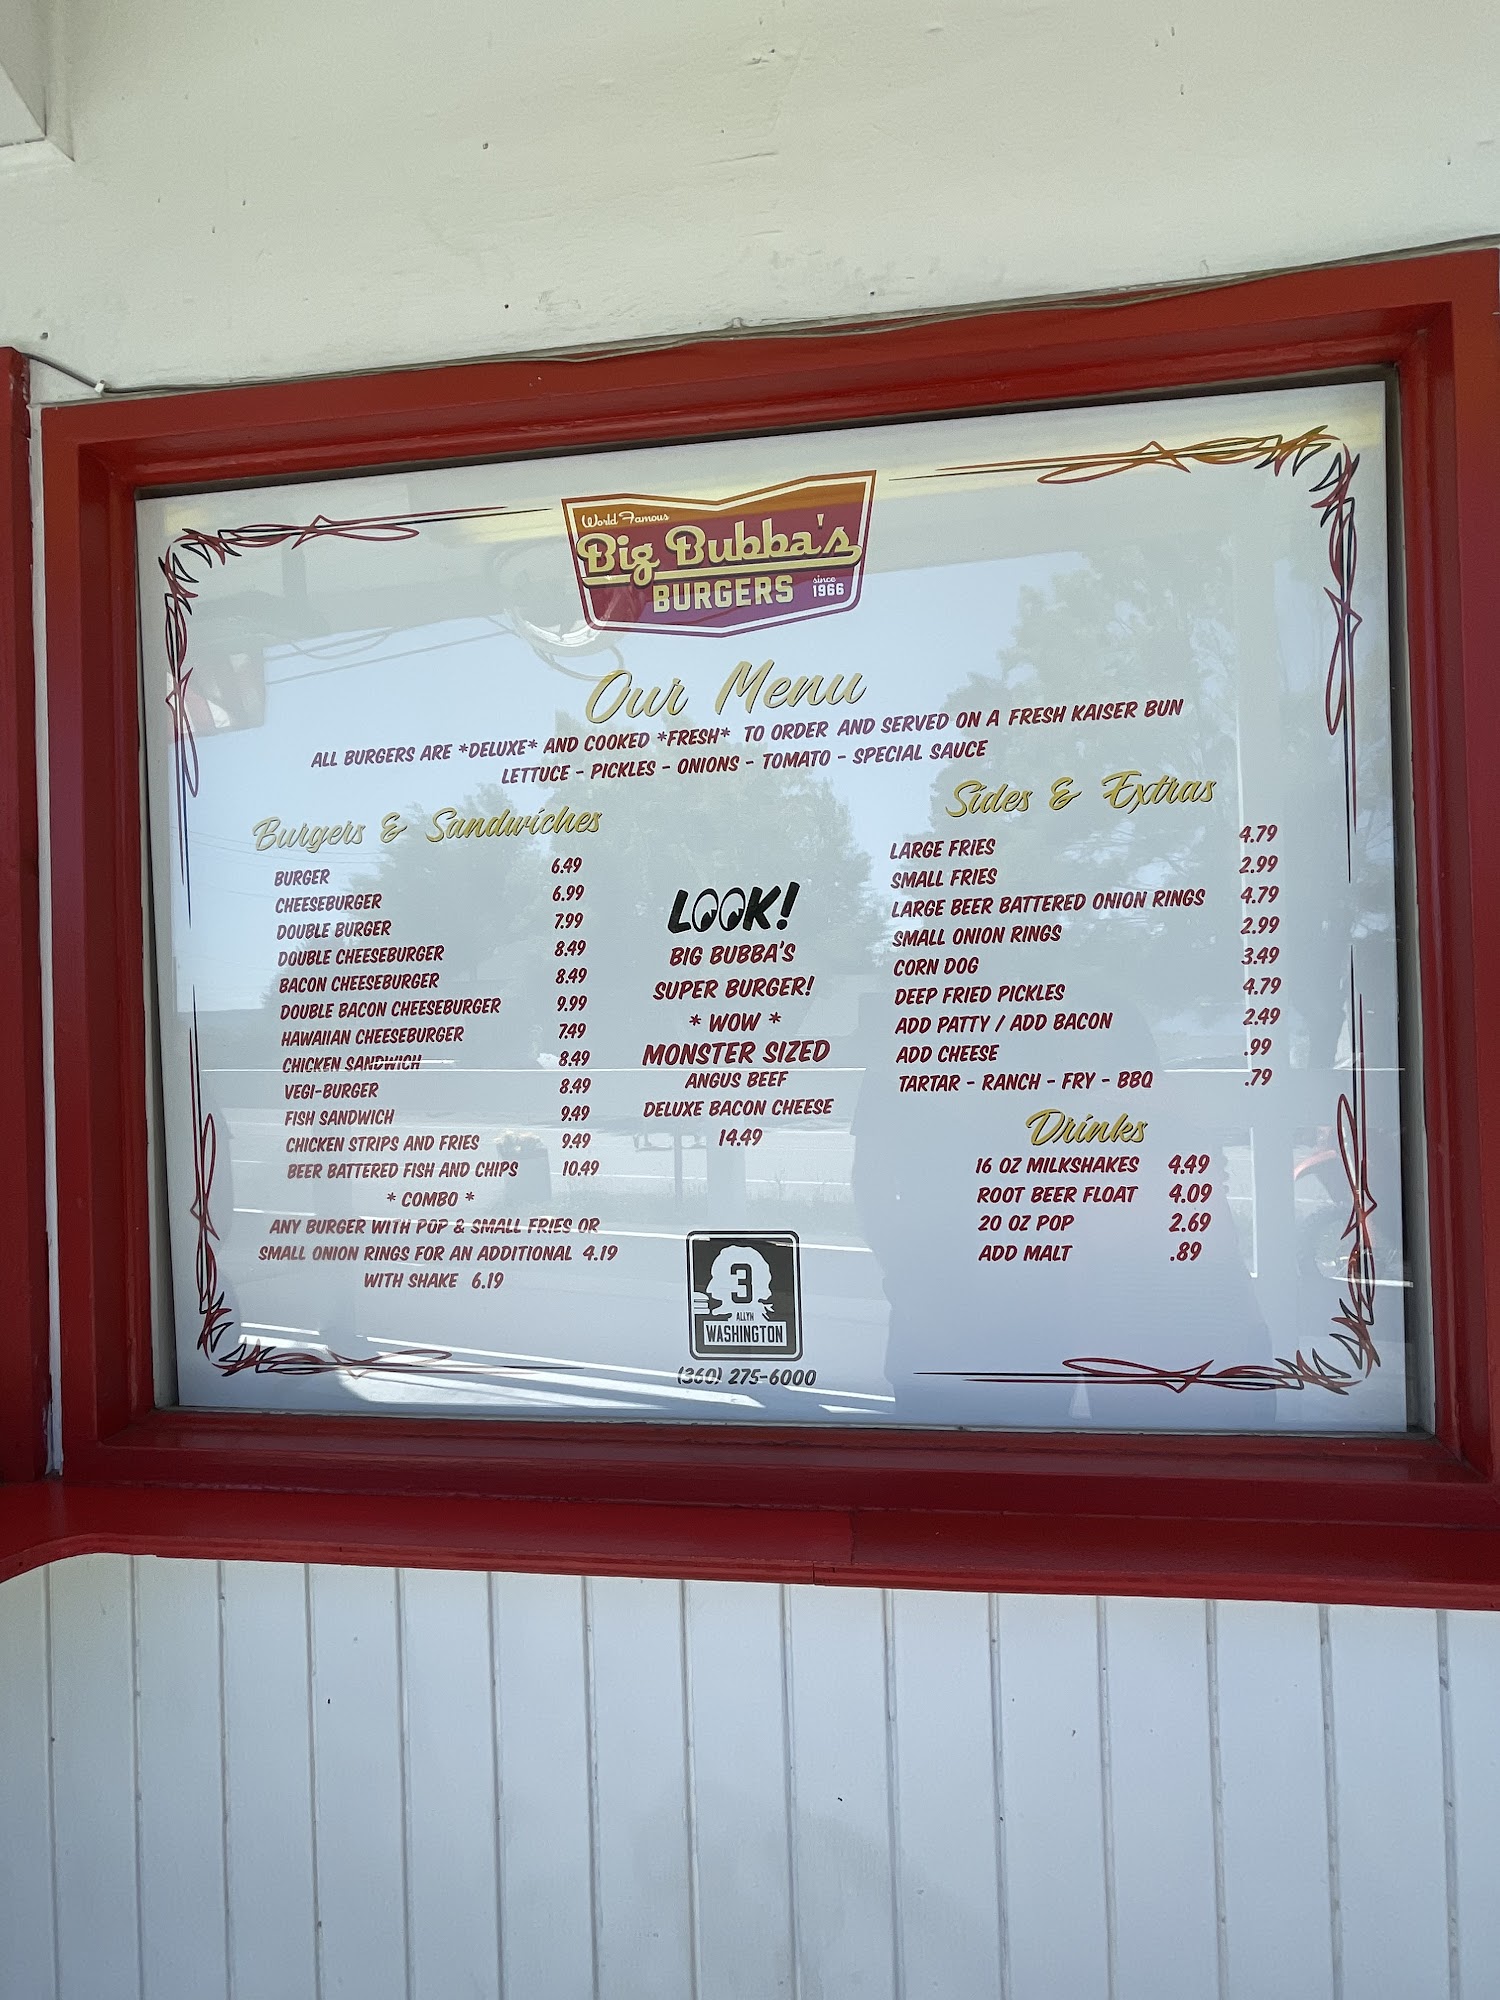 World Famous
Big Bubba's
BURGERS
since
1966
Our Menu
ALL BURGERS ARE *DELUXE* AND COOKED *FRESH* TO ORDER AND SERVED ON A FRESH KAISER BUN
LETTUCE - PICKLES - ONIONS - TOMATO - SPECIAL SAUCE
Burgers & Sandwiches
BURGER 6.49
CHEESEBURGER 6.99
DOUBLE BURGER 7.99
DOUBLE CHEESEBURGER 8.49
BACON CHEESEBURGER 8.49
DOUBLE BACON CHEESEBURGER 9.99
HAWAIIAN CHEESEBURGER 7.49
CHICKEN SANDWICH 8.49
VEGI-BURGER 8.49
FISH SANDWICH 9.49
CHICKEN STRIPS AND FRIES 9.49
BEER BATTERED FISH AND CHIPS 10.49
* COMBO *
ANY BURGER WITH POP & SMALL FRIES OR
SMALL ONION RINGS FOR AN ADDITIONAL 4.19
WITH SHAKE 6.19
LOOK!
BIG BUBBA'S
SUPER BURGER!
* WOW *
MONSTER SIZED
ANGUS BEEF
DELUXE BACON CHEESE
14.49
3
ALLYN
WASHINGTON
(360) 275-6000
Sides & Extras
LARGE FRIES 4.79
SMALL FRIES 2.99
LARGE BEER BATTERED ONION RINGS 4.79
SMALL ONION RINGS 2.99
CORN DOG 3.49
DEEP FRIED PICKLES 4.79
ADD PATTY / ADD BACON 2.49
ADD CHEESE .99
TARTAR - RANCH - FRY - BBQ .79
Drinks
16 OZ MILKSHAKES 4.49
ROOT BEER FLOAT 4.09
20 OZ POP 2.69
ADD MALT .89